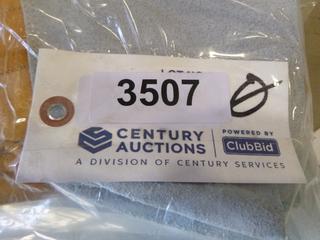 3507
CENTURY
AUCTIONS
POWERED BY
ClubBid
A DIVISION OF CENTURY SERVICES